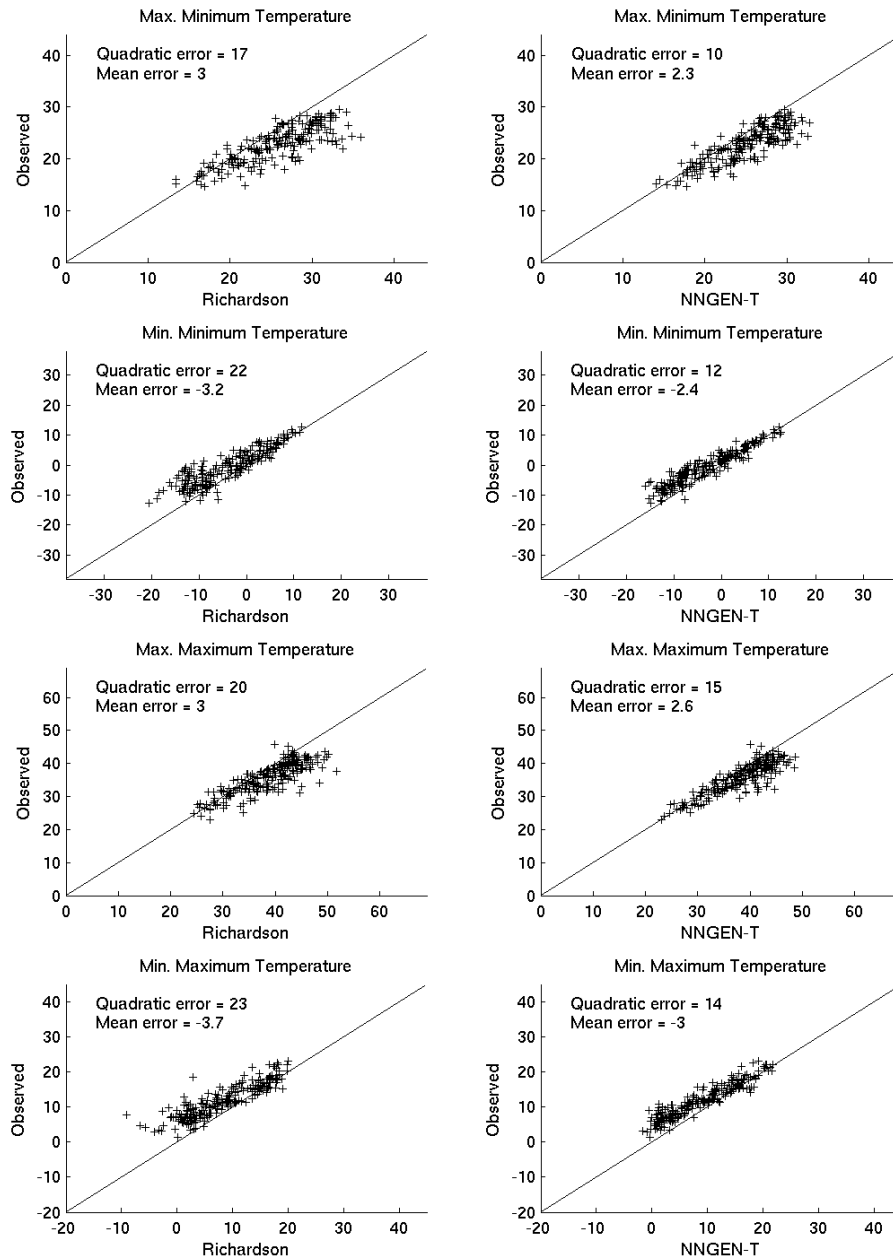 Max. Minimum Temperature
Quadratic error = 17
Mean error = 3
40
30
20
10
0
Observed
0 10 20 30 40
Richardson
Max. Minimum Temperature
Quadratic error = 10
Mean error = 2.3
40
30
20
10
0
Observed
0 10 20 30 40
NNGEN-T
Min. Minimum Temperature
Quadratic error = 22
Mean error = -3.2
30
20
10
0
-10
-20
-30
Observed
-30 -20 -10 0 10 20 30
Richardson
Min. Minimum Temperature
Quadratic error = 12
Mean error = -2.4
30
20
10
0
-10
-20
-30
Observed
-30 -20 -10 0 10 20 30
NNGEN-T
Max. Maximum Temperature
Quadratic error = 20
Mean error = 3
60
50
40
30
20
10
0
Observed
0 10 20 30 40 50 60
Richardson
Max. Maximum Temperature
Quadratic error = 15
Mean error = 2.6
60
50
40
30
20
10
0
Observed
0 10 20 30 40 50 60
NNGEN-T
Min. Maximum Temperature
Quadratic error = 23
Mean error = -3.7
40
30
20
10
0
-10
-20
Observed
-20 -10 0 10 20 30 40
Richardson
Min. Maximum Temperature
Quadratic error = 14
Mean error = -3
40
30
20
10
0
-10
-20
Observed
-20 -10 0 10 20 30 40
NNGEN-T